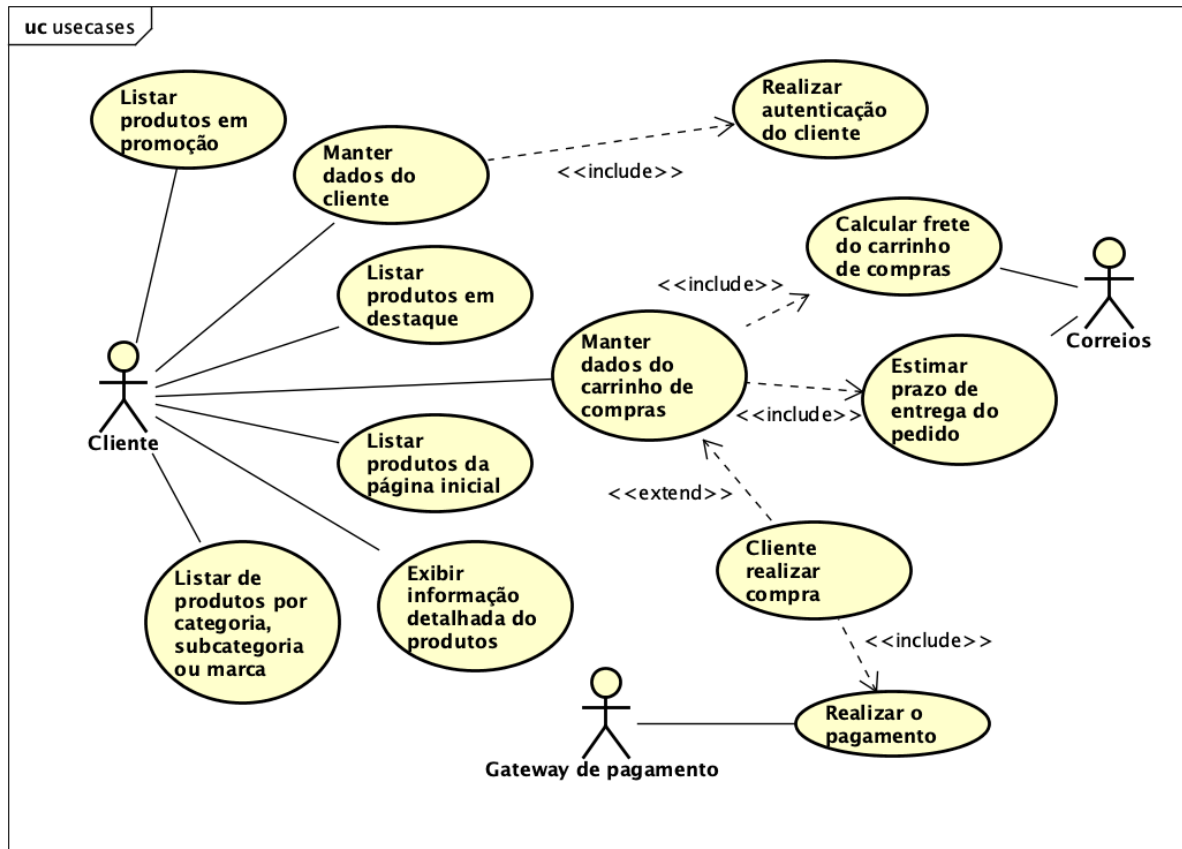 uc usecases
Listar
produtos em
promoção
Manter
dados do
cliente
<<include>>
Realizar
autenticação
do cliente
Listar
produtos em
destaque
<<include>>
Calcular frete
do carrinho
de compras
Correios
Manter
dados do
carrinho de
compras
<<include>>
Estimar
prazo de
entrega do
pedido
Cliente
Listar
produtos da
página inicial
<<extend>>
Listar de
produtos por
categoria,
subcategoria
ou marca
Exibir
informação
detalhada do
produtos
Cliente
realizar
compra
<<include>>
Gateway de pagamento
Realizar o
pagamento